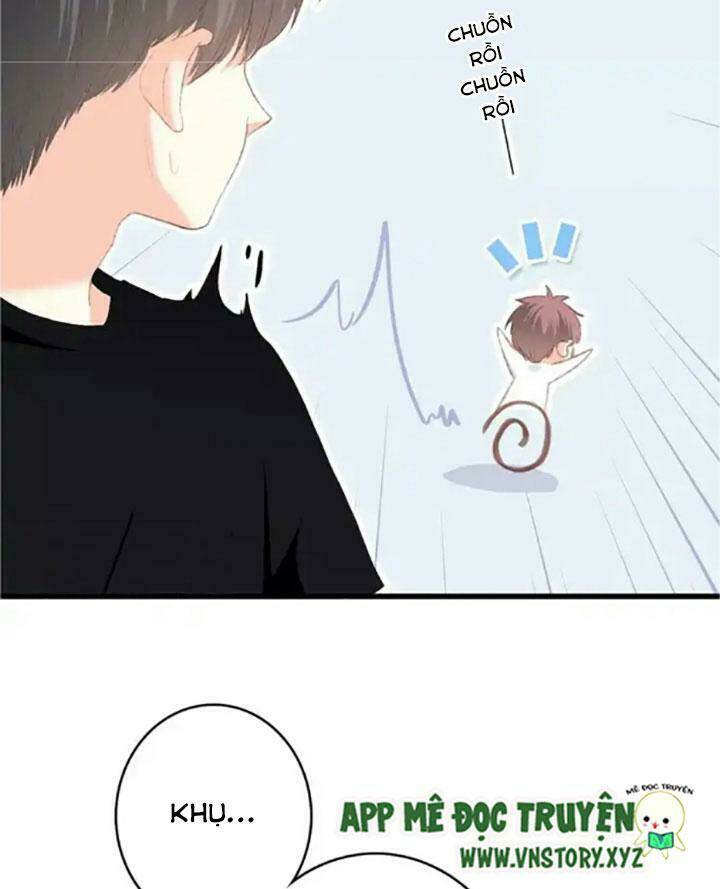 CHUỒN
RỒI
CHUỒN
RỒI
KHỤ...
MÊ ĐỌC TRUYỆN
APP MÊ ĐỌC TRUYỆN
WWW.VNSTORY.XYZ